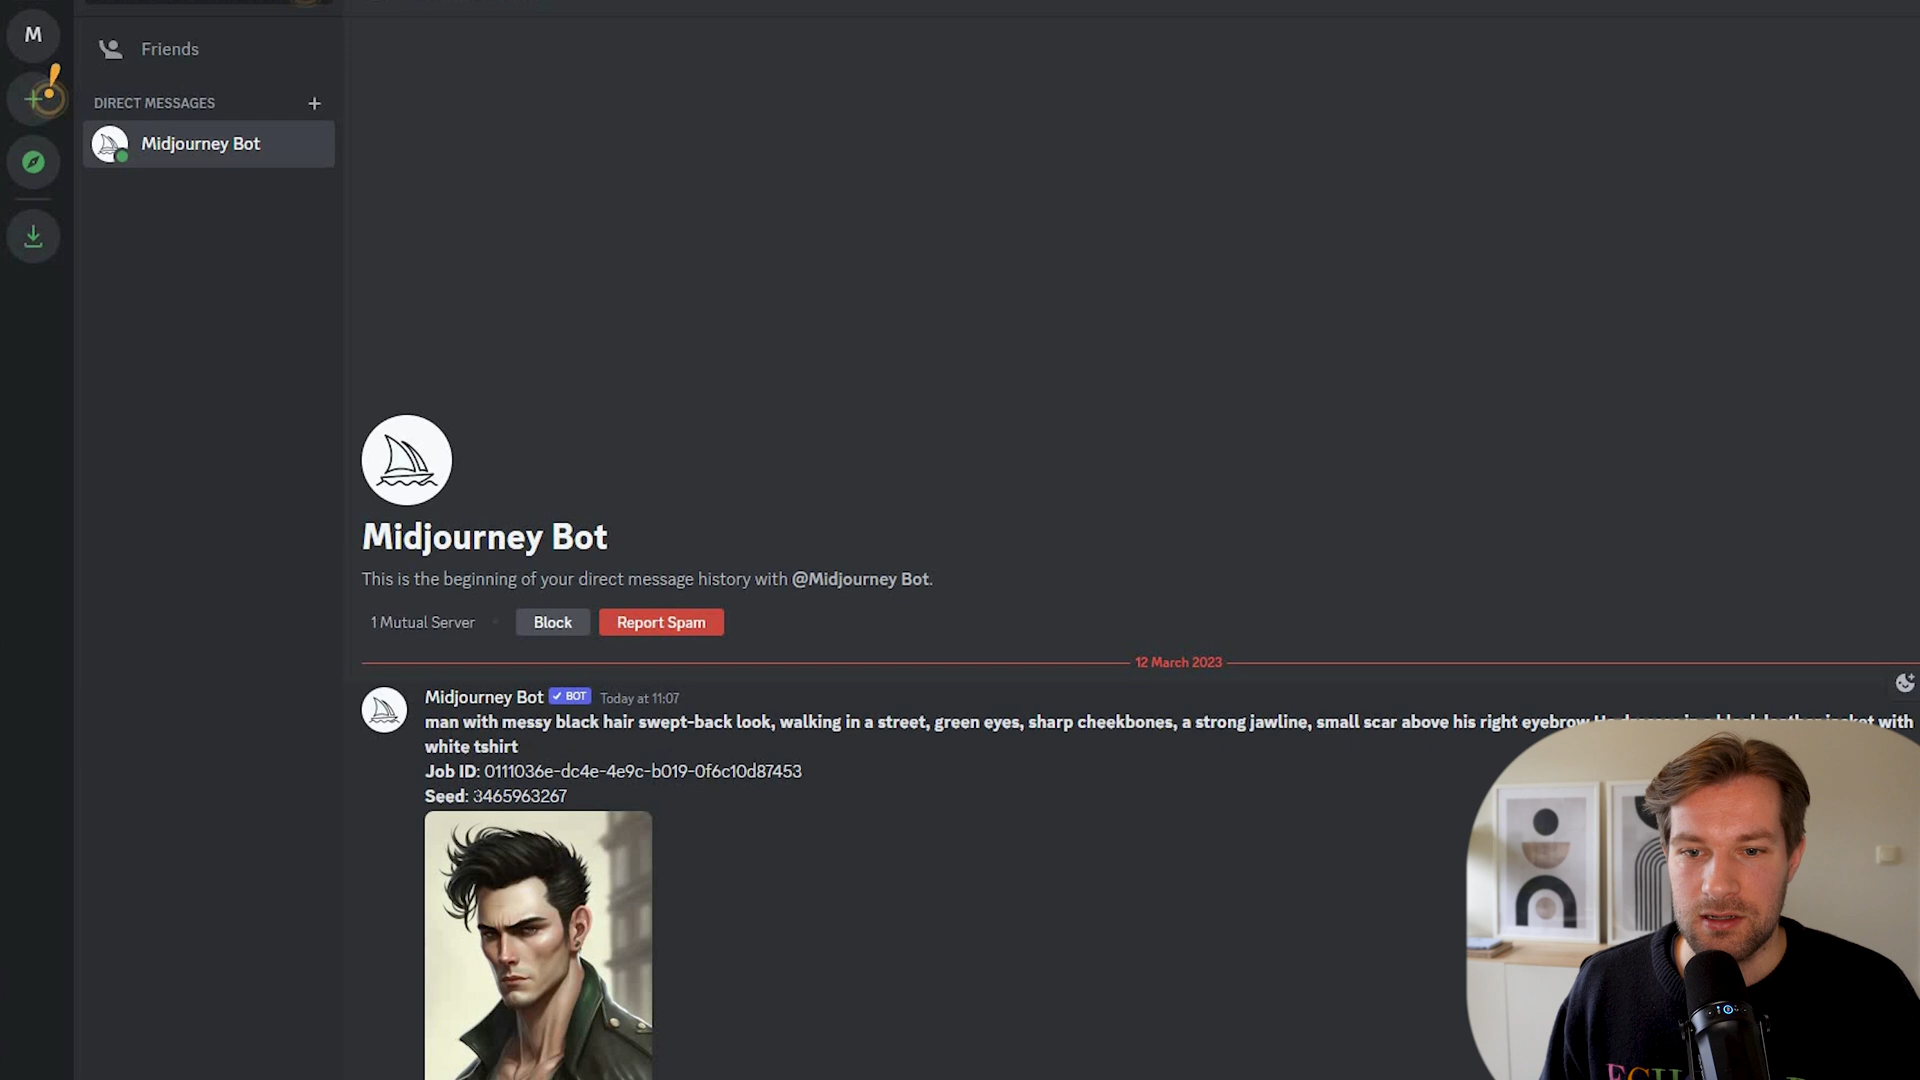 M
Friends
DIRECT MESSAGES
Midjourney Bot
Midjourney Bot
This is the beginning of your direct message history with @Midjourney Bot.
1 Mutual Server
Block
Report Spam
12 March 2023
Midjourney Bot BOT Today at 11:07
man with messy black hair swept-back look, walking in a street, green eyes, sharp cheekbones, a strong jawline, small scar above his right eyebrow with
white tshirt
Job ID: 0111036e-dc4e-4e9c-b019-0f6c10d87453
Seed: 3465963267